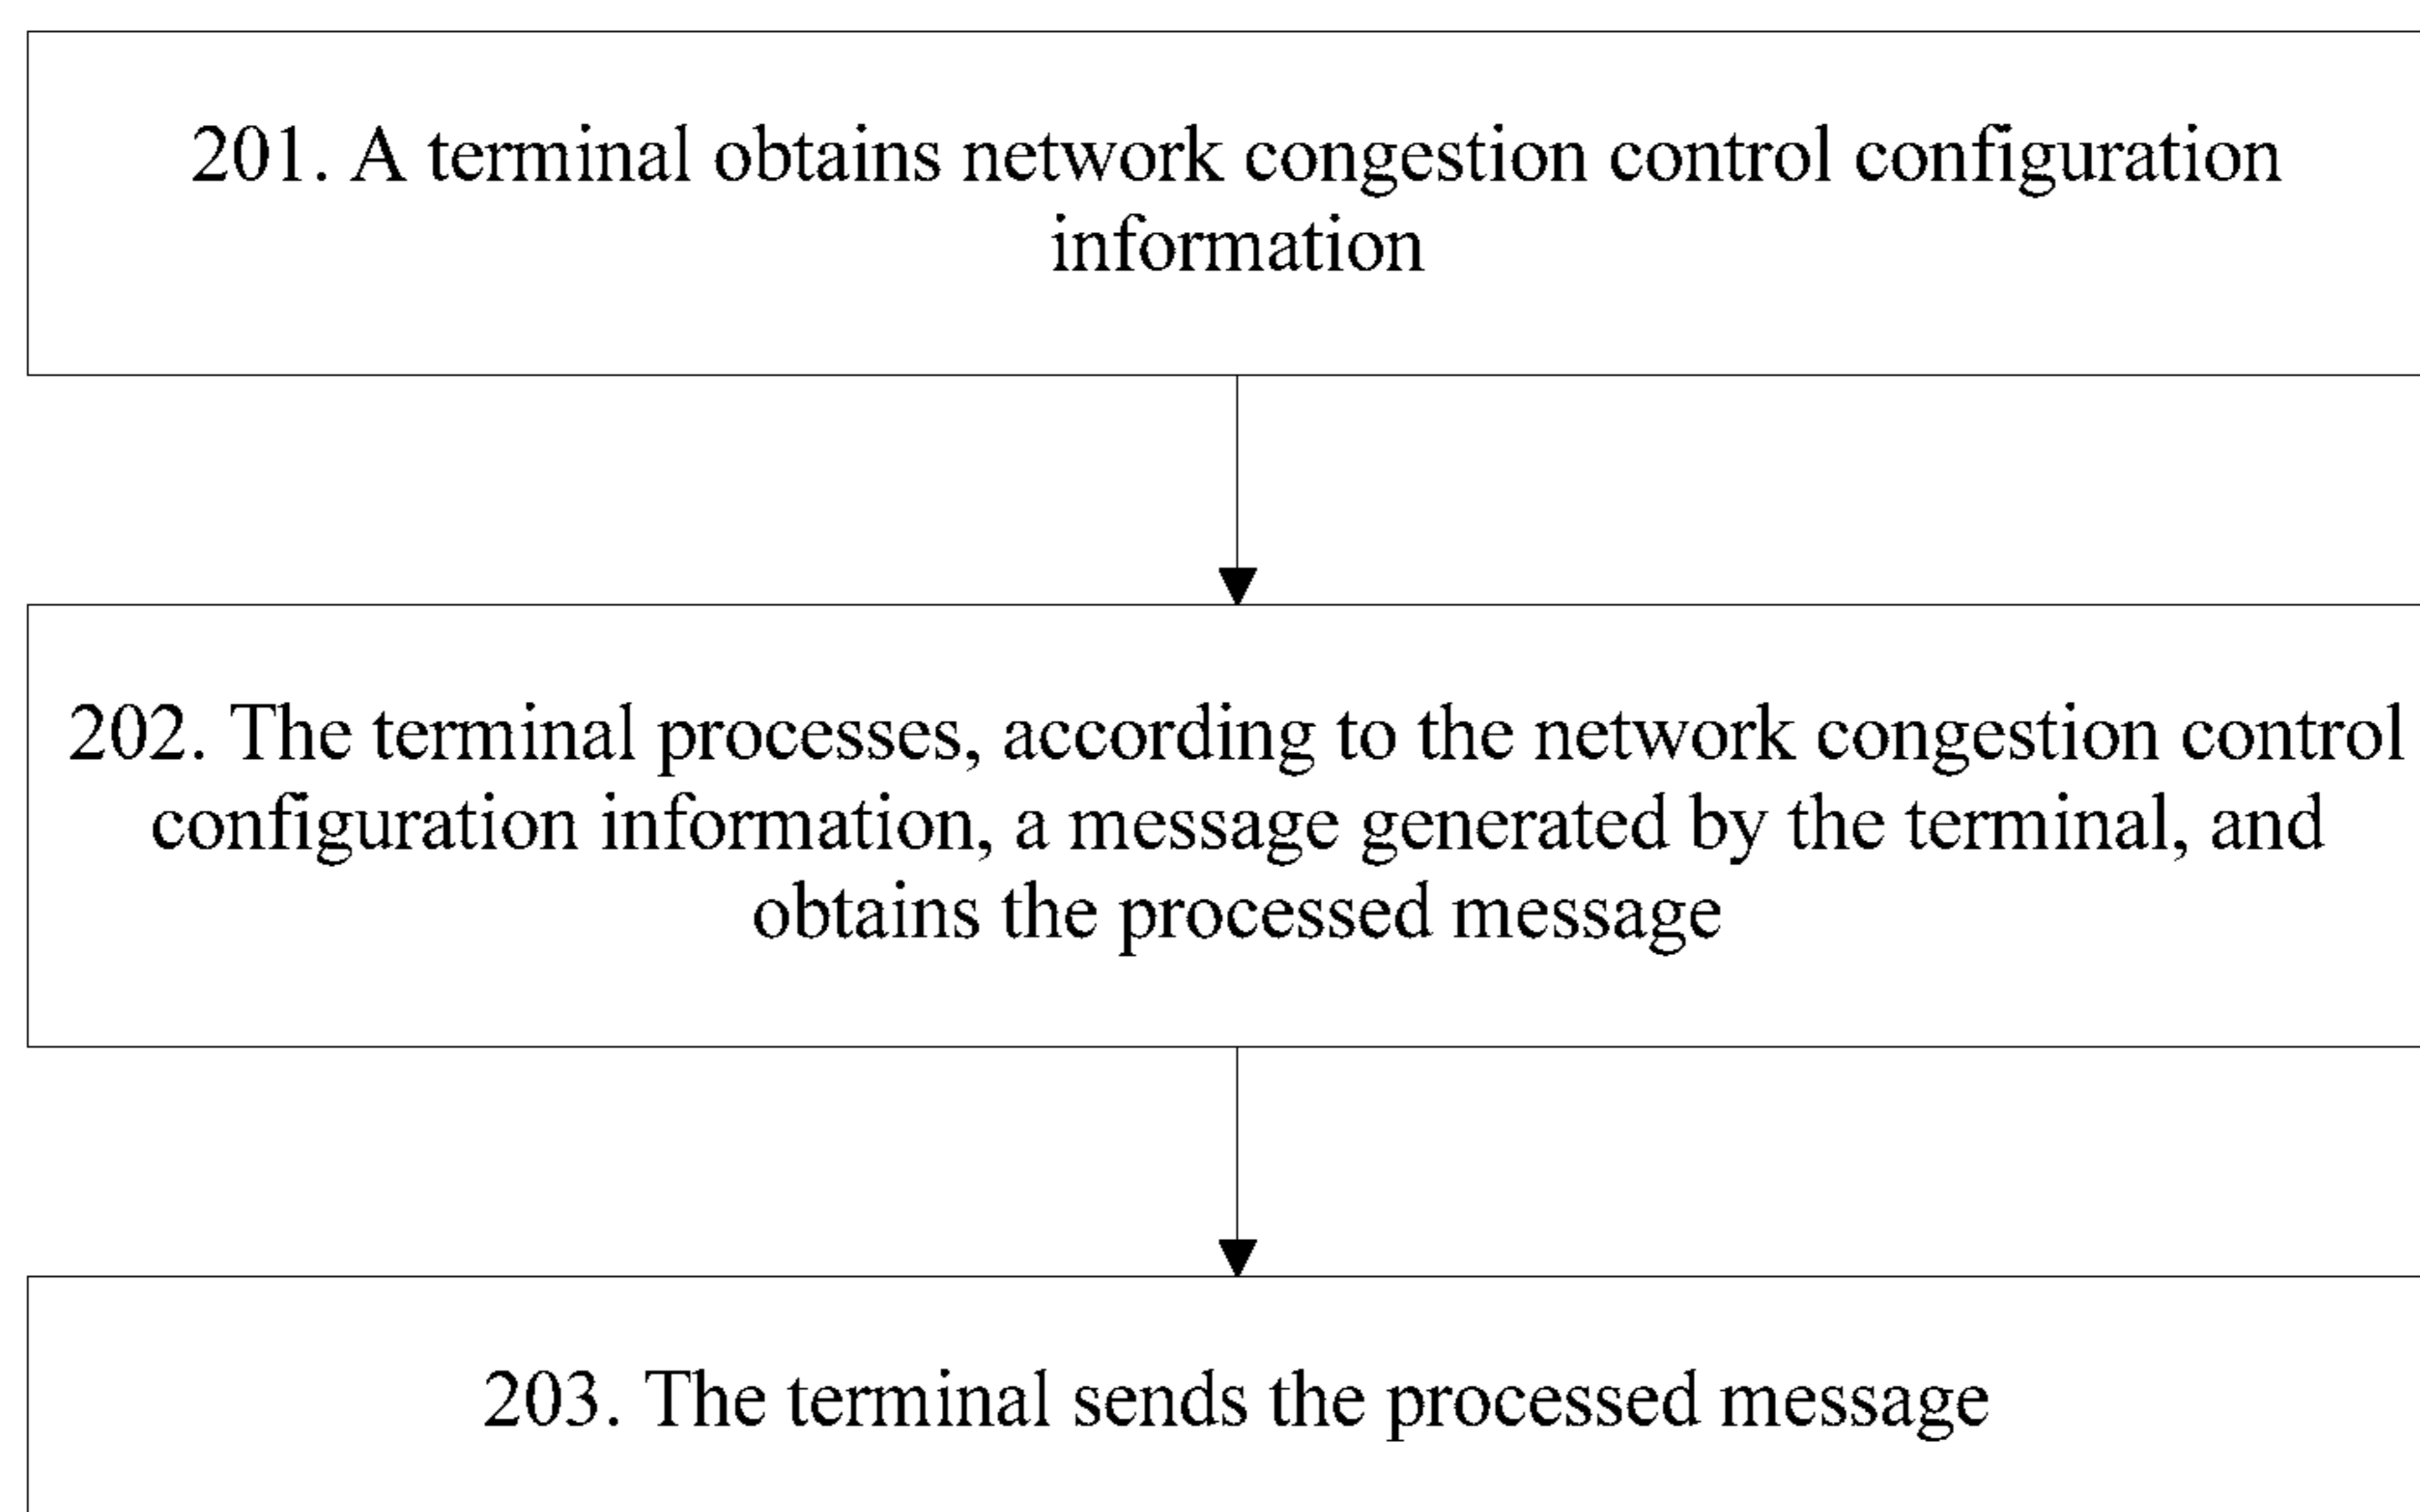 201. A terminal obtains network congestion control configuration
information
202. The terminal processes, according to the network congestion control
configuration information, a message generated by the terminal, and
obtains the processed message
203. The terminal sends the processed message